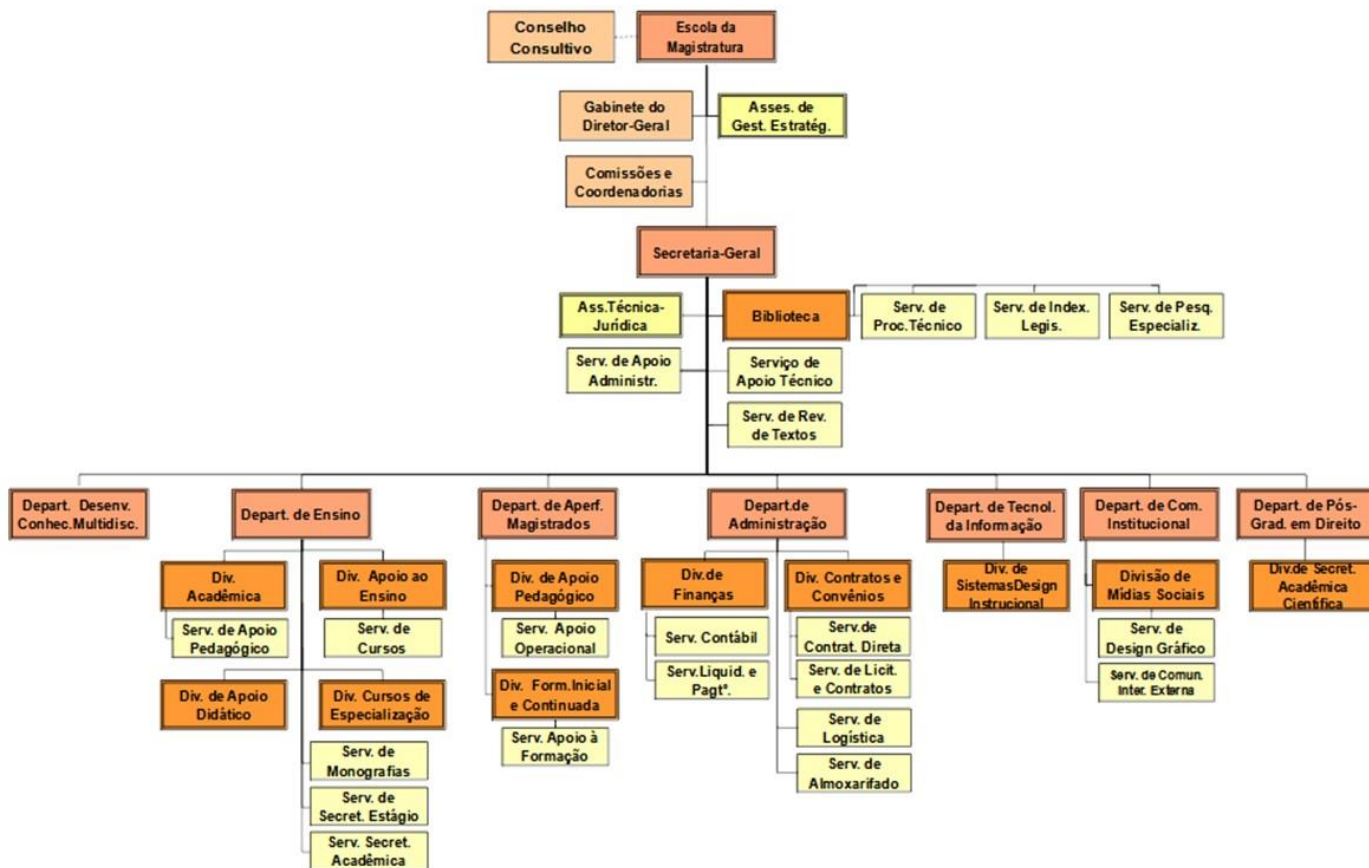 Conselho
Consultivo
Escola da
Magistratura
Gabinete do
Diretor-Geral
Asses. de
Gest. Estratég.
Comissões e
Coordenadorias
Secretaria-Geral
Ass.Técnica-
Jurídica
Biblioteca
Serv. de
Proc.Técnico
Serv. de Index.
Legis.
Serv. de Pesq.
Especializ.
Serv. de Apoio
Administr.
Serviço de
Apoio Técnico
Serv. de Rev.
de Textos
Depart. Desenv.
Conhec.Multidisc.
Depart. de Ensino
Depart. de Aperf.
Magistrados
Depart.de
Administração
Depart. de Tecnol.
da Informação
Depart. de Com.
Institucional
Depart. de Pós-
Grad. em Direito
Div.
Acadêmica
Div. Apoio ao
Ensino
Serv. de Apoio
Pedagógico
Serv. de
Cursos
Div. de Apoio
Didático
Div. Cursos de
Especialização
Serv. de
Monografias
Serv. de
Secret. Estágio
Serv. Secret.
Acadêmica
Div. de Apoio
Pedagógico
Serv. Apoio
Operacional
Div. Form.Inicial
e Continuada
Serv. Apoio à
Formação
Div.de
Finanças
Serv. Contábil
Serv.Liquid. e
Pagtº.
Div. Contratos e
Convênios
Serv.de
Contrat. Direta
Serv. de Licit.
e Contratos
Serv. de
Logística
Serv. de
Almoxarifado
Div. de
SistemasDesign
Instrucional
Divisão de
Mídias Sociais
Serv. de
Design Gráfico
Serv. de Comun.
Inter. Externa
Div.de Secret.
Acadêmica
Científica